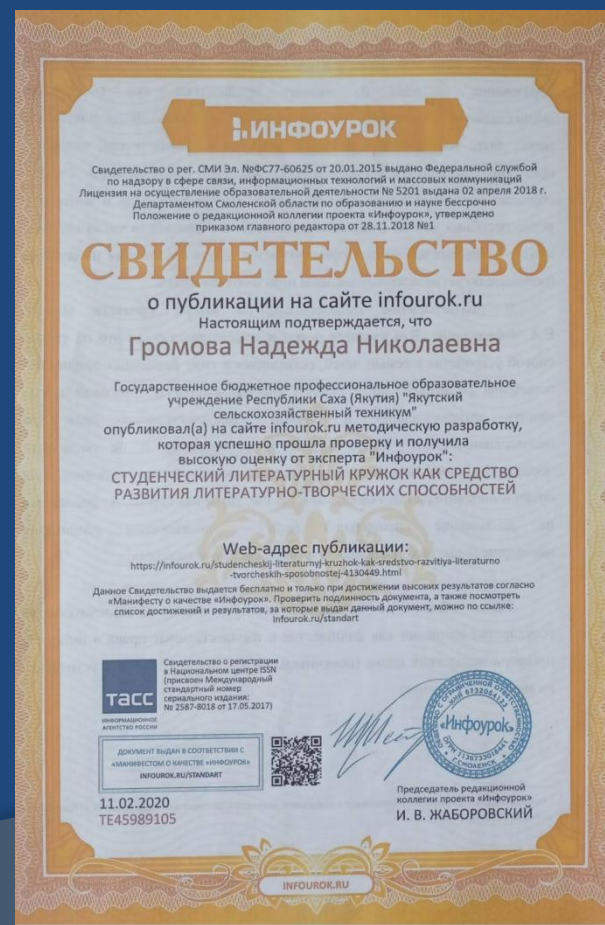 ИНФОУРОК
Свидетельство о рег. СМИ Эл. №ФС77-60625 от 20.01.2015 выдано Федеральной службой
по надзору в сфере связи, информационных технологий и массовых коммуникаций
Лицензия на осуществление образовательной деятельности № 5201 выдана 02 апреля 2018 г.
Департаментом Смоленской области по образованию и науке бессрочно
Положение о редакционной коллегии проекта «Инфоурок», утверждено
приказом главного редактора от 28.11.2018 №1
СВИДЕТЕЛЬСТВО
о публикации на сайте infourok.ru
Настоящим подтверждается, что
Громова Надежда Николаевна
Государственное бюджетное профессиональное образовательное
учреждение Республики Саха (Якутия) "Якутский
сельскохозяйственный техникум"
опубликовал(а) на сайте infourok.ru методическую разработку,
которая успешно прошла проверку и получила
высокую оценку от эксперта "Инфоурок":
СТУДЕНЧЕСКИЙ ЛИТЕРАТУРНЫЙ КРУЖОК КАК СРЕДСТВО
РАЗВИТИЯ ЛИТЕРАТУРНО-ТВОРЧЕСКИХ СПОСОБНОСТЕЙ
Web-адрес публикации:
https://infourok.ru/studencheskij-literaturnyj-kruzhok-kak-sredstvo-razvitiya-literaturno
-tvorcheskih-sposobnostej-4130449.html
Данное Свидетельство выдается бесплатно и только при достижении высоких результатов согласно
«Манифесту о качестве «Инфоурок». Проверить подлинность документа, а также посмотреть
список достижений и результатов, за которые выдан данный документ, можно по ссылке:
Infourok.ru/standart
ТАСС
ИНФОРМАЦИОННОЕ
АГЕНТСТВО РОССИИ
Свидетельство о регистрации
в Национальном центре ISSN
(присвоен Международный
стандартный номер
сериального издания:
№ 2587-8018 от 17.05.2017)
ДОКУМЕНТ ВЫДАН В СООТВЕТСТВИИ С
«МАНИФЕСТОМ О КАЧЕСТВЕ «ИНФОУРОК»
INFOUROK.RU/STANDART
11.02.2020
ТЕ45989105
«Инфоурок»
Г.СМОЛЕНСК
Председатель редакционной
коллегии проекта «Инфоурок»
И. В. ЖАБОРОВСКИЙ
INFOUROK.RU